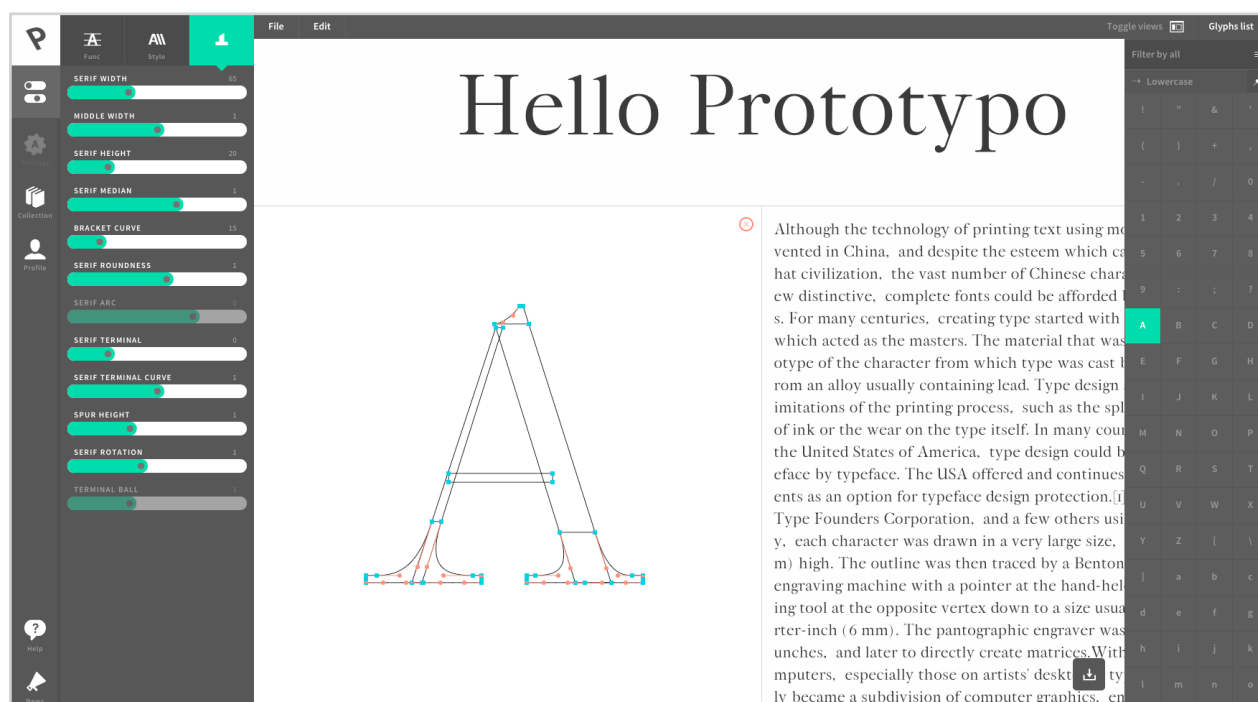 P
Func
Style
File
Edit
Toggle views
Glyphs list
SERIF WIDTH 65
MIDDLE WIDTH 1
SERIF HEIGHT 20
SERIF MEDIAN 1
BRACKET CURVE 15
SERIF ROUNDNESS 1
SERIF ARC 0
SERIF TERMINAL 0
SERIF TERMINAL CURVE 1
SPUR HEIGHT 1
SERIF ROTATION 1
TERMINAL BALL 1
Collection
Profile
Help
News
Hello Prototypo
Although the technology of printing text using mo
vented in China, and despite the esteem which ca
hat civilization, the vast number of Chinese chara
ew distinctive, complete fonts could be afforded
s. For many centuries, creating type started with
which acted as the masters. The material that was
otype of the character from which type was cast
rom an alloy usually containing lead. Type design
imitations of the printing process, such as the spl
of ink or the wear on the type itself. In many cour
the United States of America, type design could b
eface by typeface. The USA offered and continues
ents as an option for typeface design protection.[1]
Type Founders Corporation, and a few others usi
y, each character was drawn in a very large size,
m) high. The outline was then traced by a Benton
engraving machine with a pointer at the hand-hel
ing tool at the opposite vertex down to a size usua
rter-inch (6 mm). The pantographic engraver was
unches, and later to directly create matrices.With
mputers, especially those on artists' deskt ty
ly became a subdivision of computer graphics, en
Filter by all
→ Lowercase
! " &
( ) + ,
- . / 0
1 2 3 4
5 6 7 8
9 : ; ?
A B C D
E F G H
I J K L
M N O P
Q R S T
U V W X
Y Z [ \
] a b c
d e f g
h i j k
l m n o